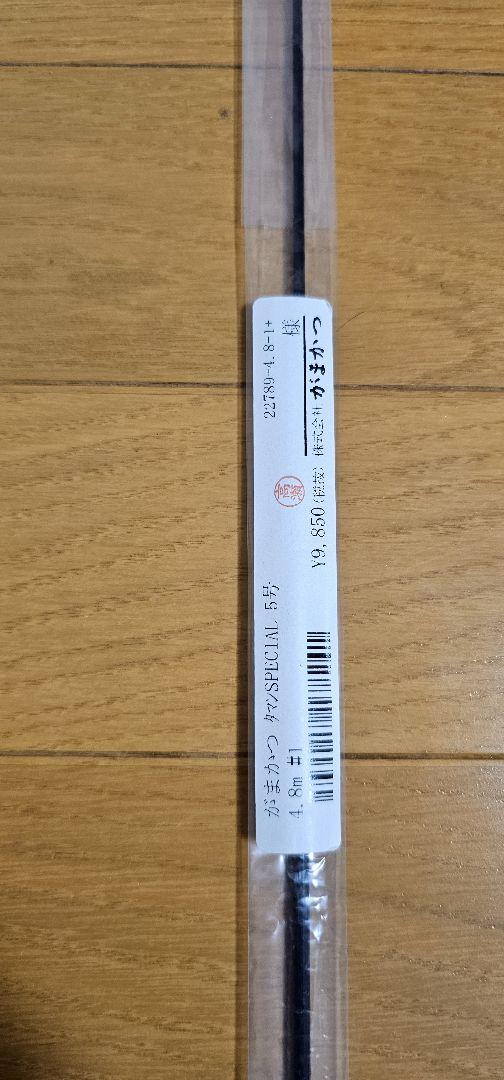 22789-4.8-1+
様
がまかつ ﾀﾏﾝSPECIAL 5号
4.8m #1
¥9,850(税抜)
株式会社 がまかつ